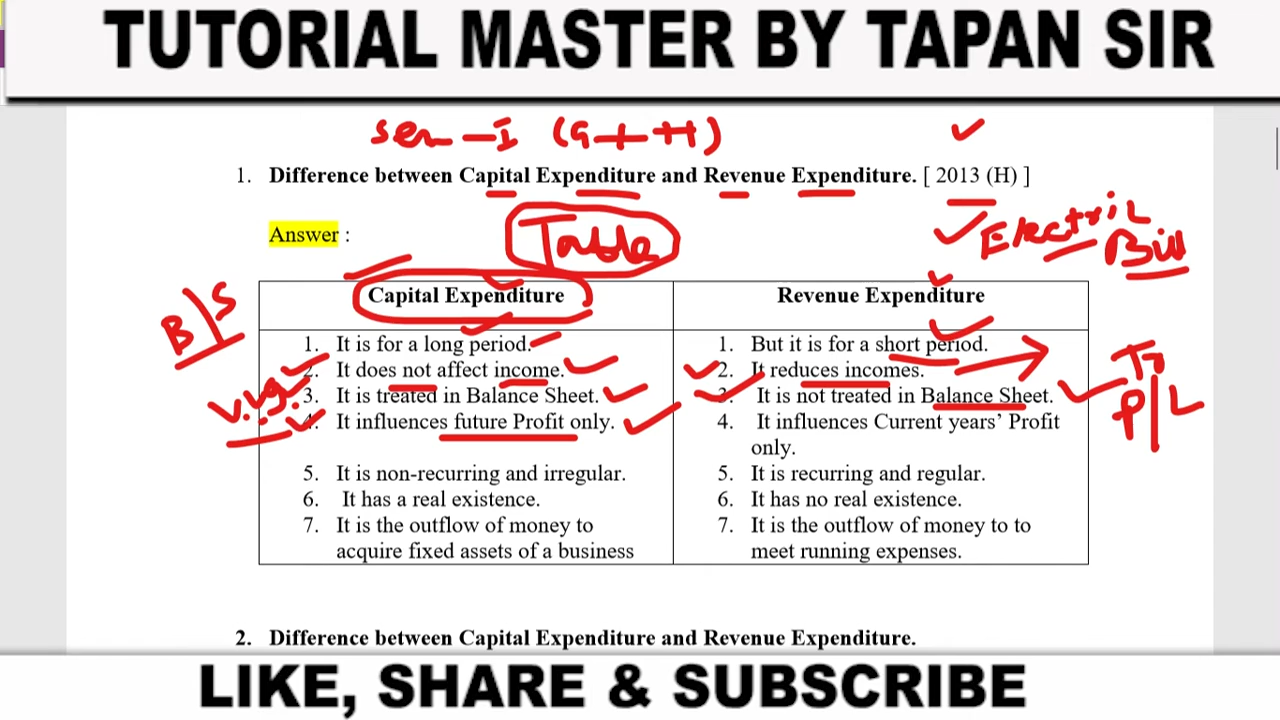 TUTORIAL MASTER BY TAPAN SIR
Sem - I (G + H)
1. Difference between Capital Expenditure and Revenue Expenditure. [ 2013 (H) ]
Electric
Bill
Answer :
Table
B/S
Capital Expenditure
1. It is for a long period.
2. It does not affect income.
3. It is treated in Balance Sheet.
4. It influences future Profit only.
5. It is non-recurring and irregular.
6. It has a real existence.
7. It is the outflow of money to
acquire fixed assets of a business
V.Vg.
Revenue Expenditure
1. But it is for a short period.
2. It reduces incomes.
3. It is not treated in Balance Sheet.
4. It influences Current years’ Profit
only.
5. It is recurring and regular.
6. It has no real existence.
7. It is the outflow of money to to
meet running expenses.
Tr
P/L
2. Difference between Capital Expenditure and Revenue Expenditure.
LIKE, SHARE & SUBSCRIBE